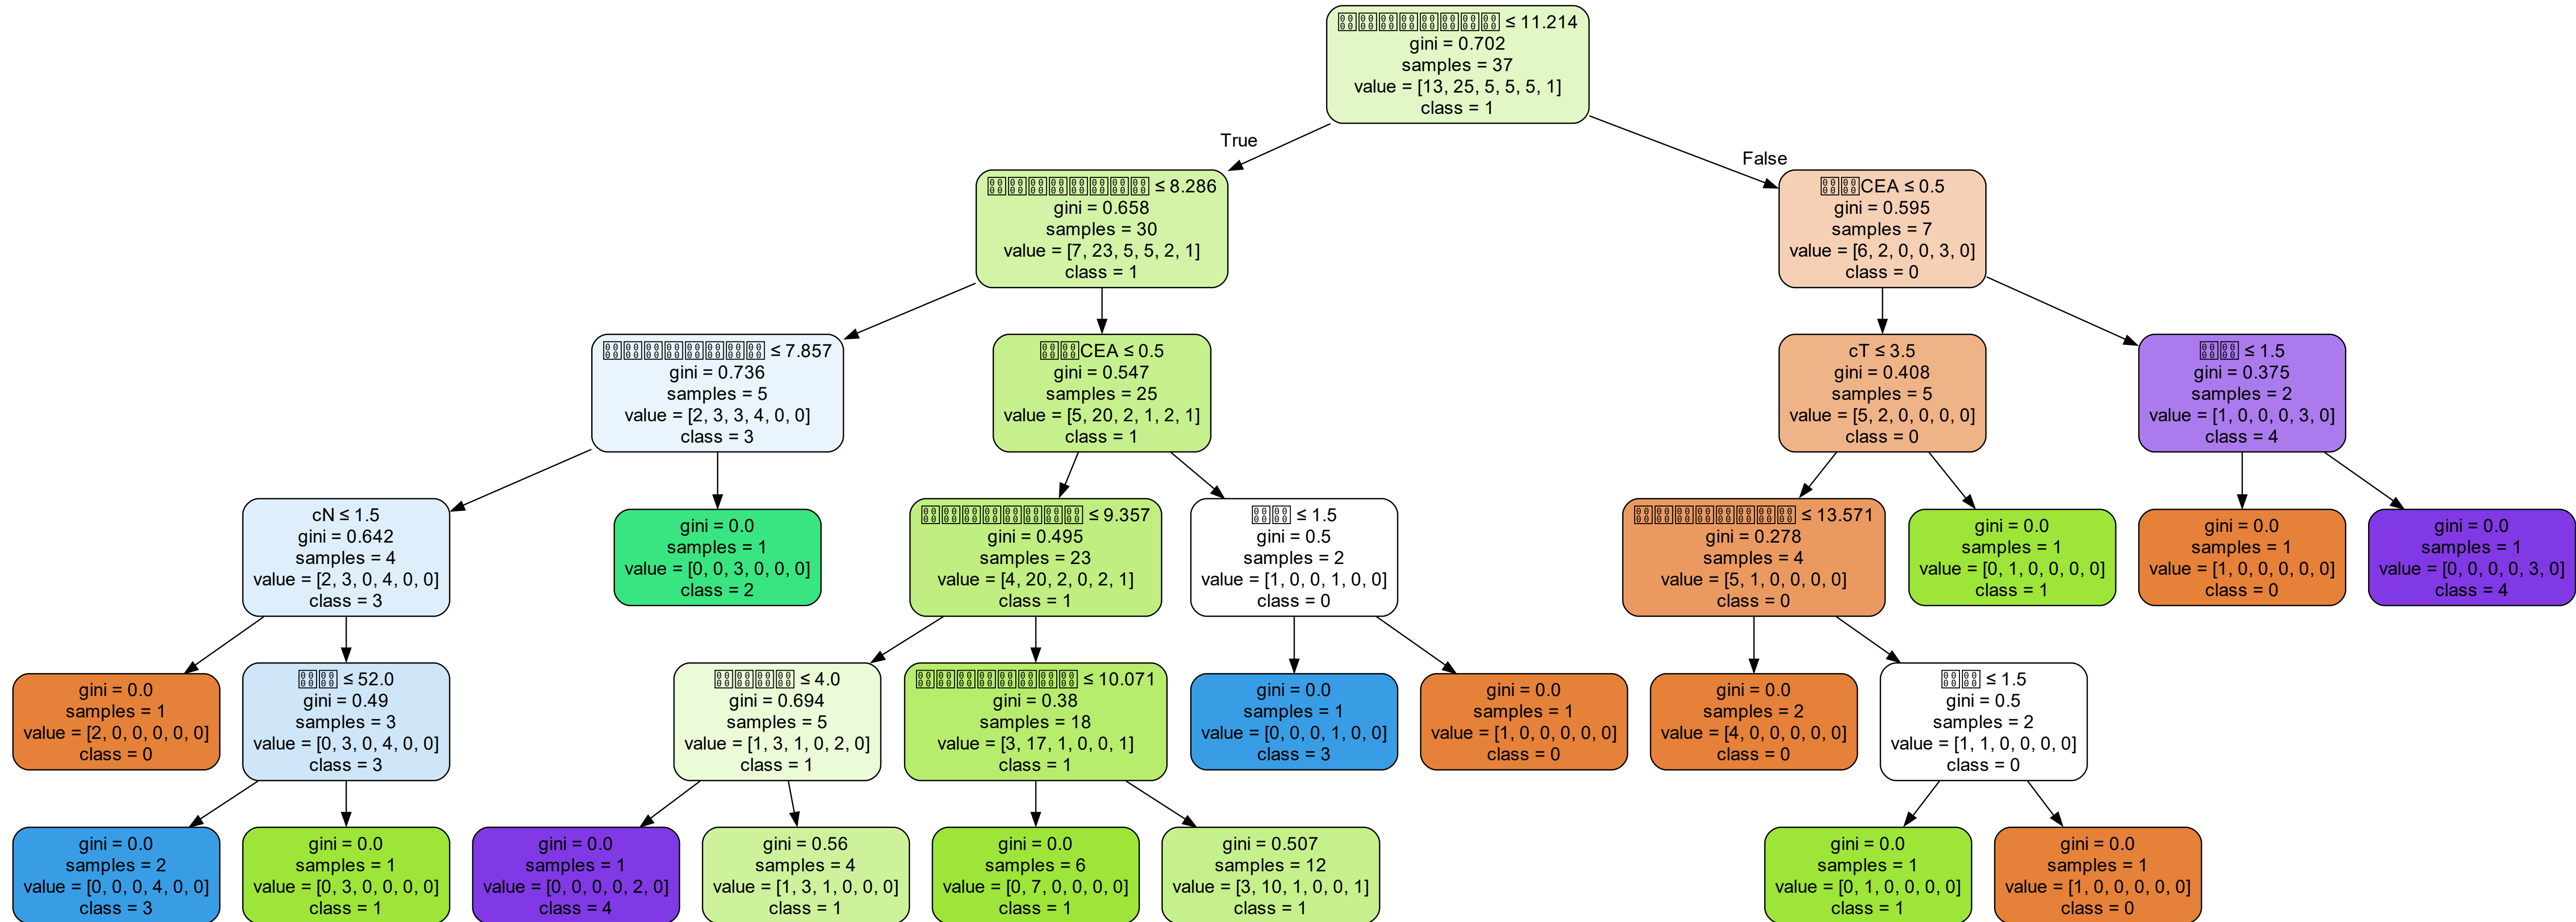 ≤ 11.214
gini = 0.702
samples = 37
value = [13, 25, 5, 5, 5, 1]
class = 1
True
False
≤ 8.286
gini = 0.658
samples = 30
value = [7, 23, 5, 5, 2, 1]
class = 1
CEA ≤ 0.5
gini = 0.595
samples = 7
value = [6, 2, 0, 0, 3, 0]
class = 0
≤ 7.857
gini = 0.736
samples = 5
value = [2, 3, 3, 4, 0, 0]
class = 3
CEA ≤ 0.5
gini = 0.547
samples = 25
value = [5, 20, 2, 1, 2, 1]
class = 1
cT ≤ 3.5
gini = 0.408
samples = 5
value = [5, 2, 0, 0, 0, 0]
class = 0
≤ 1.5
gini = 0.375
samples = 2
value = [1, 0, 0, 0, 3, 0]
class = 4
cN ≤ 1.5
gini = 0.642
samples = 4
value = [2, 3, 0, 4, 0, 0]
class = 3
gini = 0.0
samples = 1
value = [0, 0, 3, 0, 0, 0]
class = 2
≤ 9.357
gini = 0.495
samples = 23
value = [4, 20, 2, 0, 2, 1]
class = 1
≤ 1.5
gini = 0.5
samples = 2
value = [1, 0, 0, 1, 0, 0]
class = 0
≤ 13.571
gini = 0.278
samples = 4
value = [5, 1, 0, 0, 0, 0]
class = 0
gini = 0.0
samples = 1
value = [0, 1, 0, 0, 0, 0]
class = 1
gini = 0.0
samples = 1
value = [1, 0, 0, 0, 0, 0]
class = 0
gini = 0.0
samples = 1
value = [0, 0, 0, 0, 3, 0]
class = 4
gini = 0.0
samples = 1
value = [2, 0, 0, 0, 0, 0]
class = 0
≤ 52.0
gini = 0.49
samples = 3
value = [0, 3, 0, 4, 0, 0]
class = 3
≤ 4.0
gini = 0.694
samples = 5
value = [1, 3, 1, 0, 2, 0]
class = 1
≤ 10.071
gini = 0.38
samples = 18
value = [3, 17, 1, 0, 0, 1]
class = 1
gini = 0.0
samples = 1
value = [0, 0, 0, 1, 0, 0]
class = 3
gini = 0.0
samples = 1
value = [1, 0, 0, 0, 0, 0]
class = 0
gini = 0.0
samples = 2
value = [4, 0, 0, 0, 0, 0]
class = 0
≤ 1.5
gini = 0.5
samples = 2
value = [1, 1, 0, 0, 0, 0]
class = 0
gini = 0.0
samples = 2
value = [0, 0, 0, 4, 0, 0]
class = 3
gini = 0.0
samples = 1
value = [0, 3, 0, 0, 0, 0]
class = 1
gini = 0.0
samples = 1
value = [0, 0, 0, 0, 2, 0]
class = 4
gini = 0.56
samples = 4
value = [1, 3, 1, 0, 0, 0]
class = 1
gini = 0.0
samples = 6
value = [0, 7, 0, 0, 0, 0]
class = 1
gini = 0.507
samples = 12
value = [3, 10, 1, 0, 0, 1]
class = 1
gini = 0.0
samples = 1
value = [0, 1, 0, 0, 0, 0]
class = 1
gini = 0.0
samples = 1
value = [1, 0, 0, 0, 0, 0]
class = 0